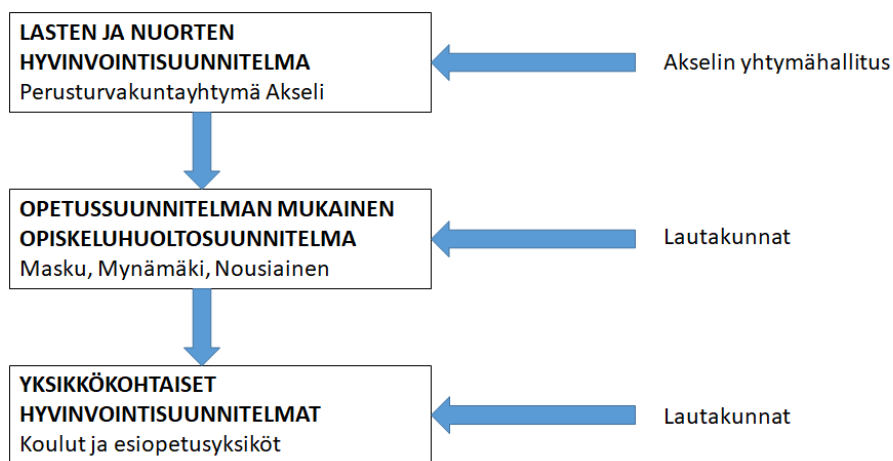 LASTEN JA NUORTEN
HYVINVOINTISUUNNITELMA
Perusturvakuntayhtymä Akseli
Akselin yhtymähallitus
OPETUSSUUNNITELMAN MUKAINEN
OPISKELUHUOLTOSUUNNITELMA
Masku, Mynämäki, Nousiainen
Lautakunnat
YKSIKKÖKOHTAISET
HYVINVOINTISUUNNITELMAT
Koulut ja esiopetusyksiköt
Lautakunnat